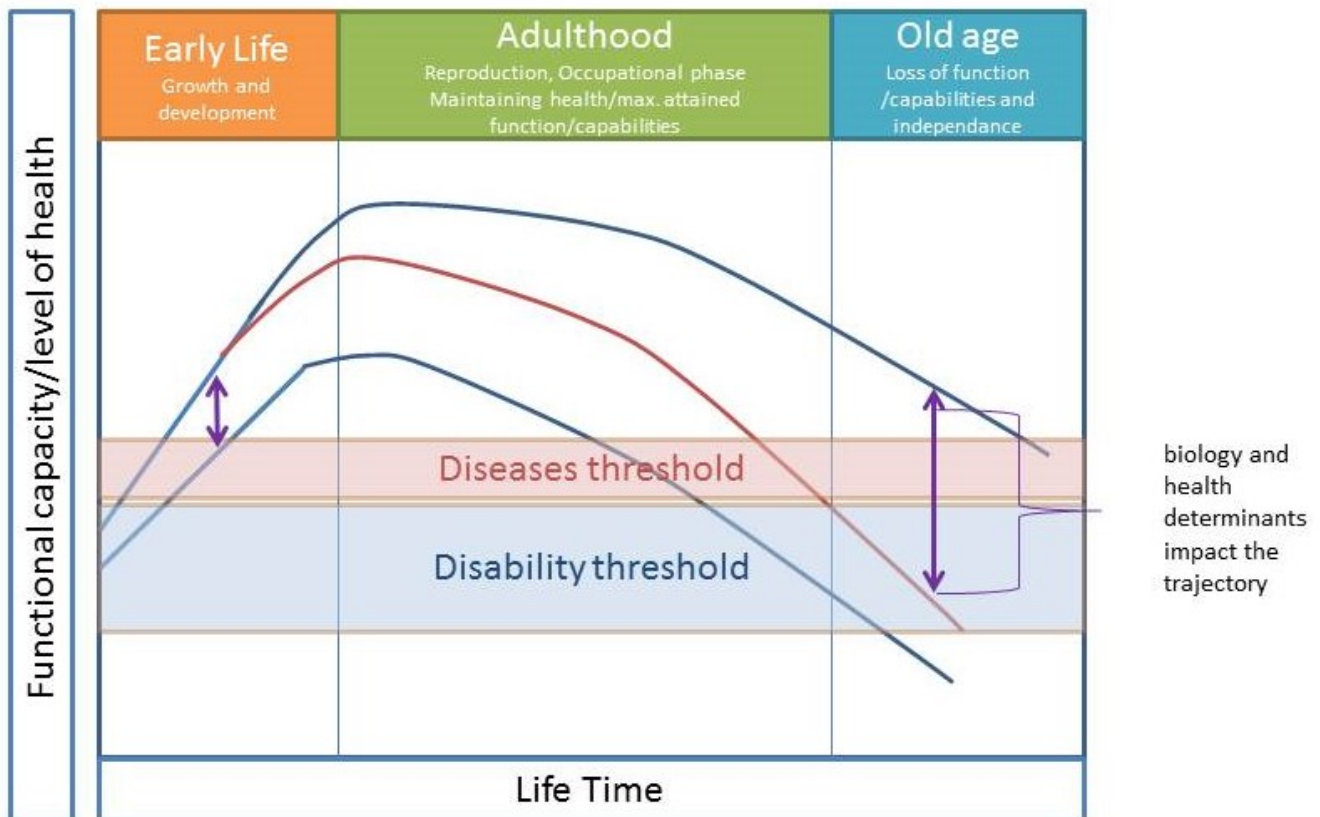 Functional capacity/level of health
Early Life
Growth and
development
Adulthood
Reproduction, Occupational phase
Maintaining health/max. attained
function/capabilities
Old age
Loss of function
/capabilities and
independance
Diseases threshold
Disability threshold
biology and
health
determinants
impact the
trajectory
Life Time